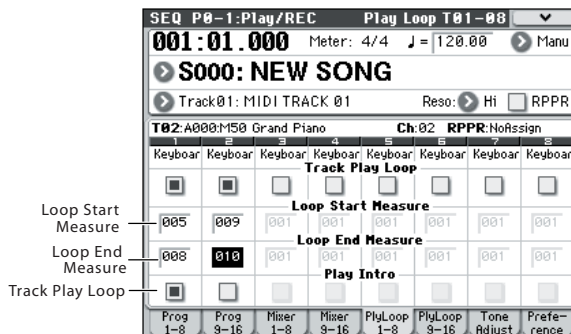 SEQ P0-1:Play/REC Play Loop T01-08
001:01.000 Meter: 4/4 ♩= 120.00 Manu
S000: NEW SONG
Track01: MIDI TRACK 01 Reso: Hi RPPR
T02:A000:M50 Grand Piano Ch:02 RPPR:NoAssign
1 2 3 4 5 6 7 8
Keyboar Keyboar Keyboar Keyboar Keyboar Keyboar Keyboar Keyboar
Track Play Loop
Loop Start Measure
Loop Start
Measure
005 009 001 001 001 001 001 001
Loop End Measure
Loop End
Measure
008 010 001 001 001 001 001 001
Play Intro
Track Play Loop
Prog 1-8 Prog 9-16 Mixer 1-8 Mixer 9-16 PlyLoop 1-8 PlyLoop 9-16 Tone Adjust Prefe-rence